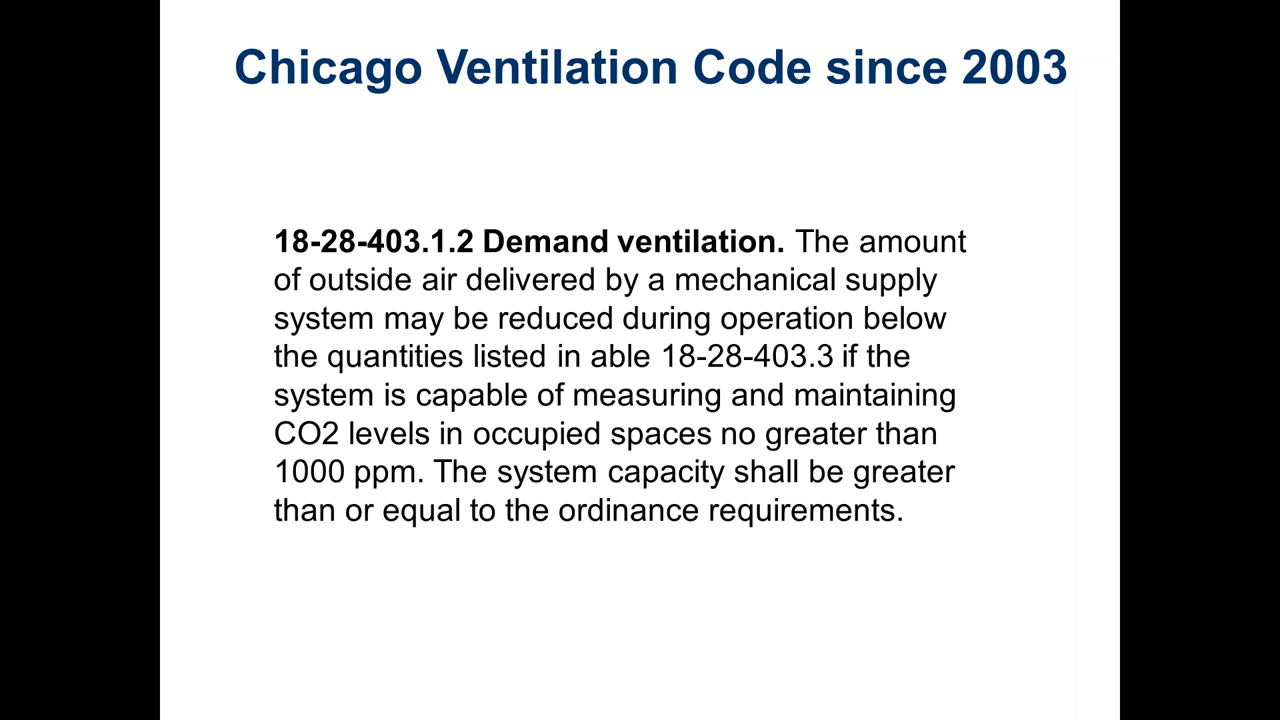 Chicago Ventilation Code since 2003
18-28-403.1.2 Demand ventilation. The amount
of outside air delivered by a mechanical supply
system may be reduced during operation below
the quantities listed in able 18-28-403.3 if the
system is capable of measuring and maintaining
CO2 levels in occupied spaces no greater than
1000 ppm. The system capacity shall be greater
than or equal to the ordinance requirements.